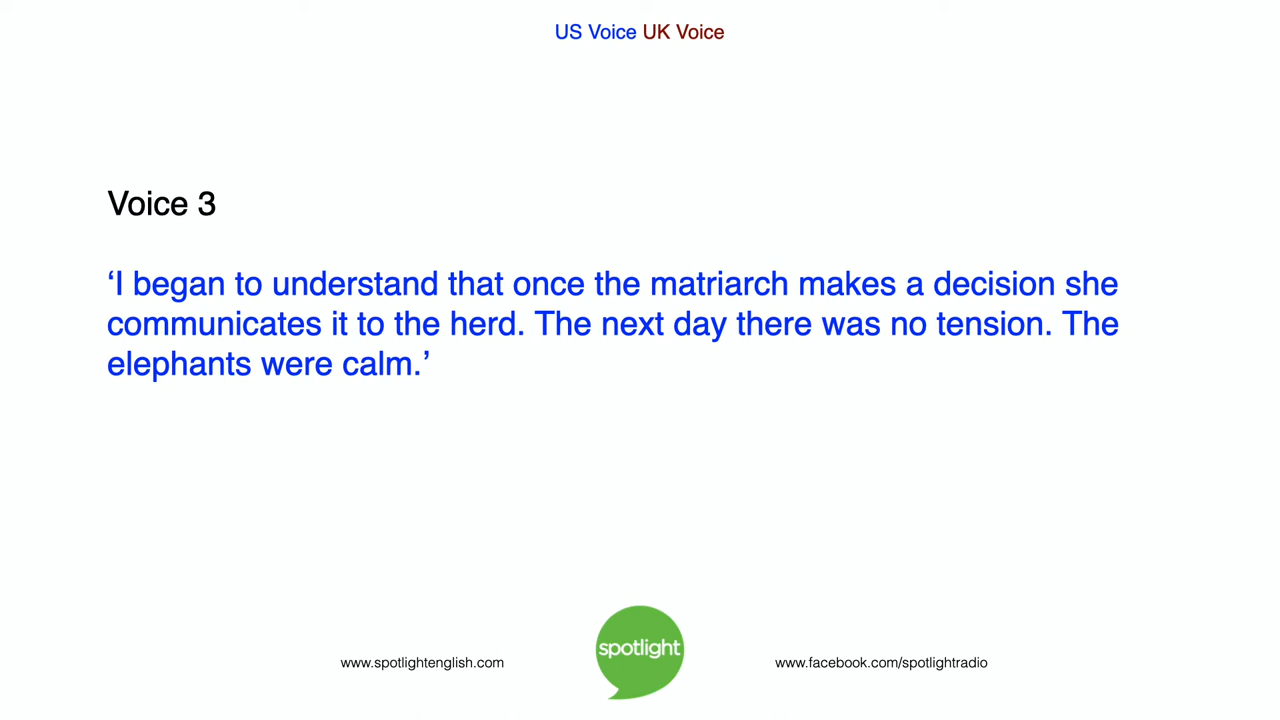 US Voice UK Voice
Voice 3
‘I began to understand that once the matriarch makes a decision she
communicates it to the herd. The next day there was no tension. The
elephants were calm.’
spotlight
www.spotlightenglish.com
www.facebook.com/spotlightradio